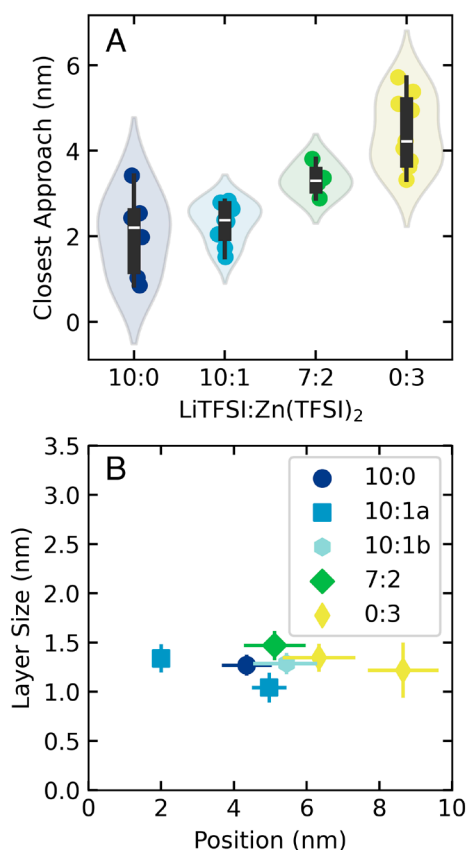 A
Closest Approach (nm)
6
4
2
0
10:0 10:1 7:2 0:3
LiTFSI:Zn(TFSI)₂
B
Layer Size (nm)
3.5
3.0
2.5
2.0
1.5
1.0
0.5
0.0
10:0
10:1a
10:1b
7:2
0:3
0 2 4 6 8 10
Position (nm)